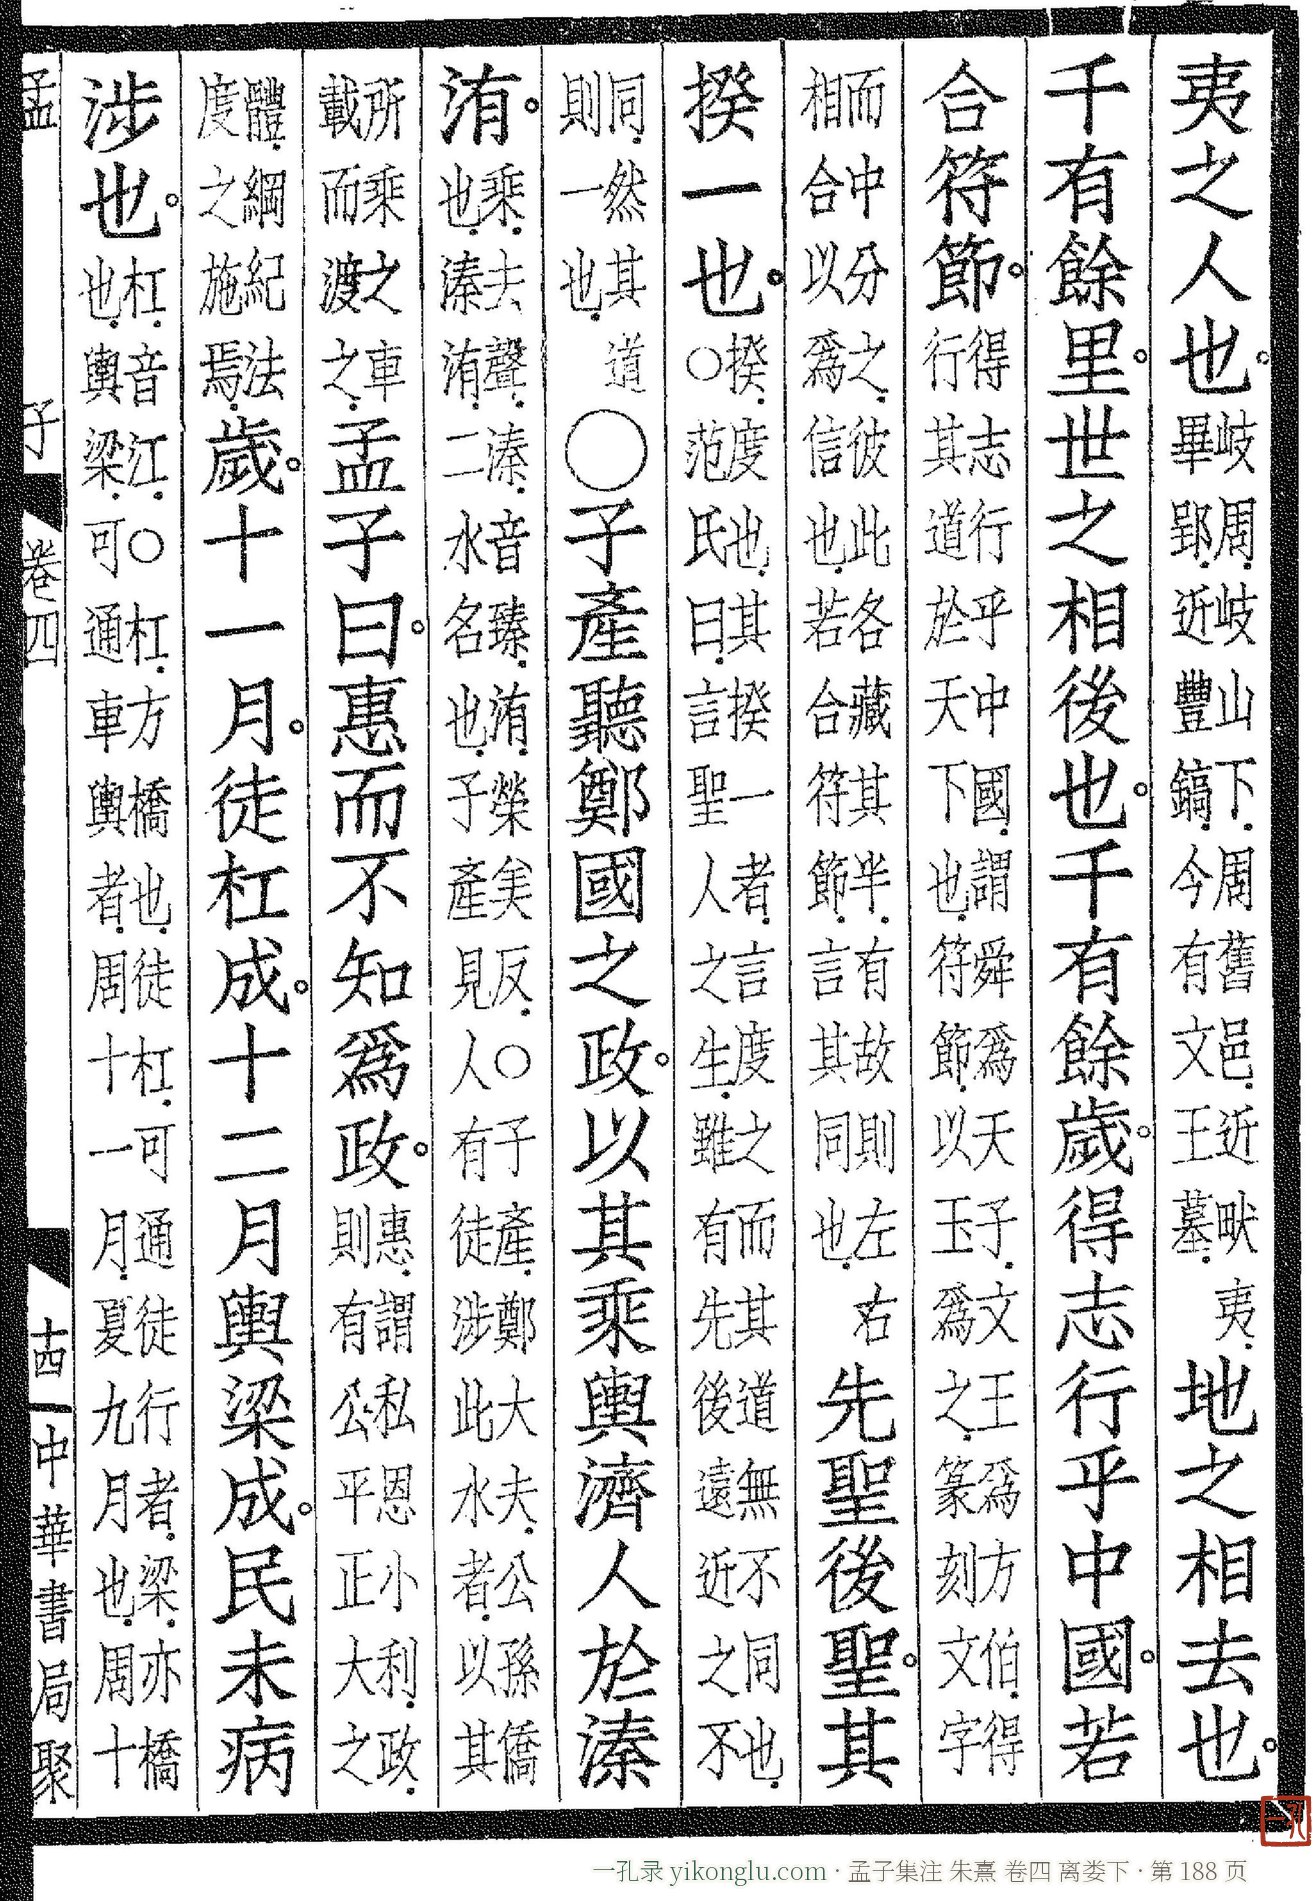 夷之人也。岐周.岐山下.周舊邑.近畎夷.畢郢.近豐鎬.今有文王墓.地之相去也。
千有餘里。世之相後也。千有餘歲。得志行乎中國。若
合符節。得志行乎中國.謂舜爲天子.文王爲方伯.得行其道於天下也.符節.以玉爲之.篆刻文字
而中分之.彼此各藏其半.有故則左右相合以爲信也.若合符節.言其同也.先聖後聖。其
揆一也。揆.度也.其揆一者.言度之而其道無不同也.○范氏曰.言聖人之生.雖有先後遠近之不
同.然其道則一也.○子產聽鄭國之政。以其乘輿濟人於溱
洧。乘.去聲.溱.音臻.洧.榮美反.○子產.鄭大夫.公孫僑也.溱洧.二水名也.子產見人有徒涉此水者.以其
所乘之車載而渡之.孟子曰。惠而不知爲政。惠.謂私恩小利.政.則有公平正大之
體.綱紀法度之施焉.歲。十一月。徒杠成。十二月輿梁成。民未病
涉也。杠.音江.○杠.方橋也.徒杠.可通徒行者.梁.亦橋也.輿梁.可通車輿者.周十一月.夏九月也.周十
孟子 卷四 十四 中華書局聚
一孔录 yikonglu.com · 孟子集注 朱熹 卷四 离娄下 · 第 188 页